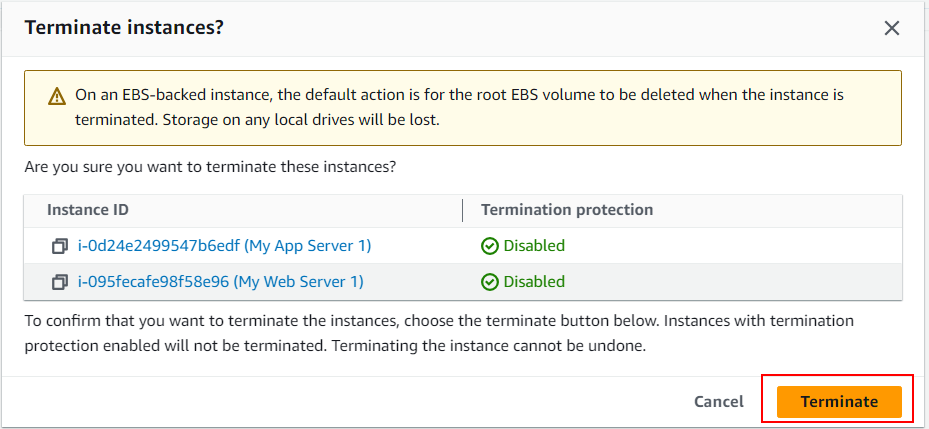 Terminate instances?
On an EBS-backed instance, the default action is for the root EBS volume to be deleted when the instance is
terminated. Storage on any local drives will be lost.
Are you sure you want to terminate these instances?
Instance ID Termination protection
i-0d24e2499547b6edf (My App Server 1) Disabled
i-095fecafe98f58e96 (My Web Server 1) Disabled
To confirm that you want to terminate the instances, choose the terminate button below. Instances with termination
protection enabled will not be terminated. Terminating the instance cannot be undone.
Cancel Terminate